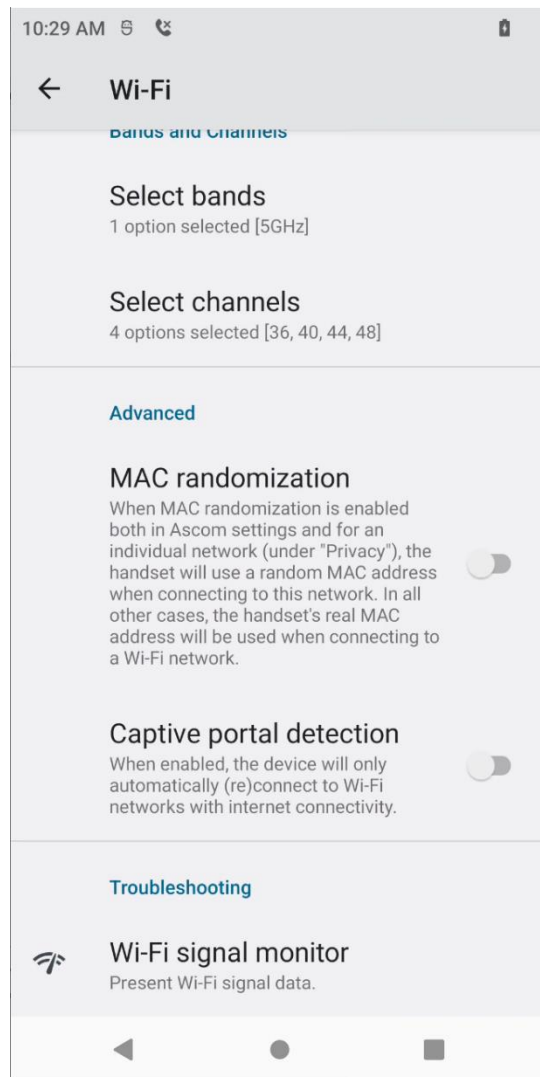 10:29 AM
Wi-Fi
Bands and Channels
Select bands
1 option selected [5GHz]
Select channels
4 options selected [36, 40, 44, 48]
Advanced
MAC randomization
When MAC randomization is enabled
both in Ascom settings and for an
individual network (under "Privacy"), the
handset will use a random MAC address
when connecting to this network. In all
other cases, the handset's real MAC
address will be used when connecting to
a Wi-Fi network.
Captive portal detection
When enabled, the device will only
automatically (re)connect to Wi-Fi
networks with internet connectivity.
Troubleshooting
Wi-Fi signal monitor
Present Wi-Fi signal data.